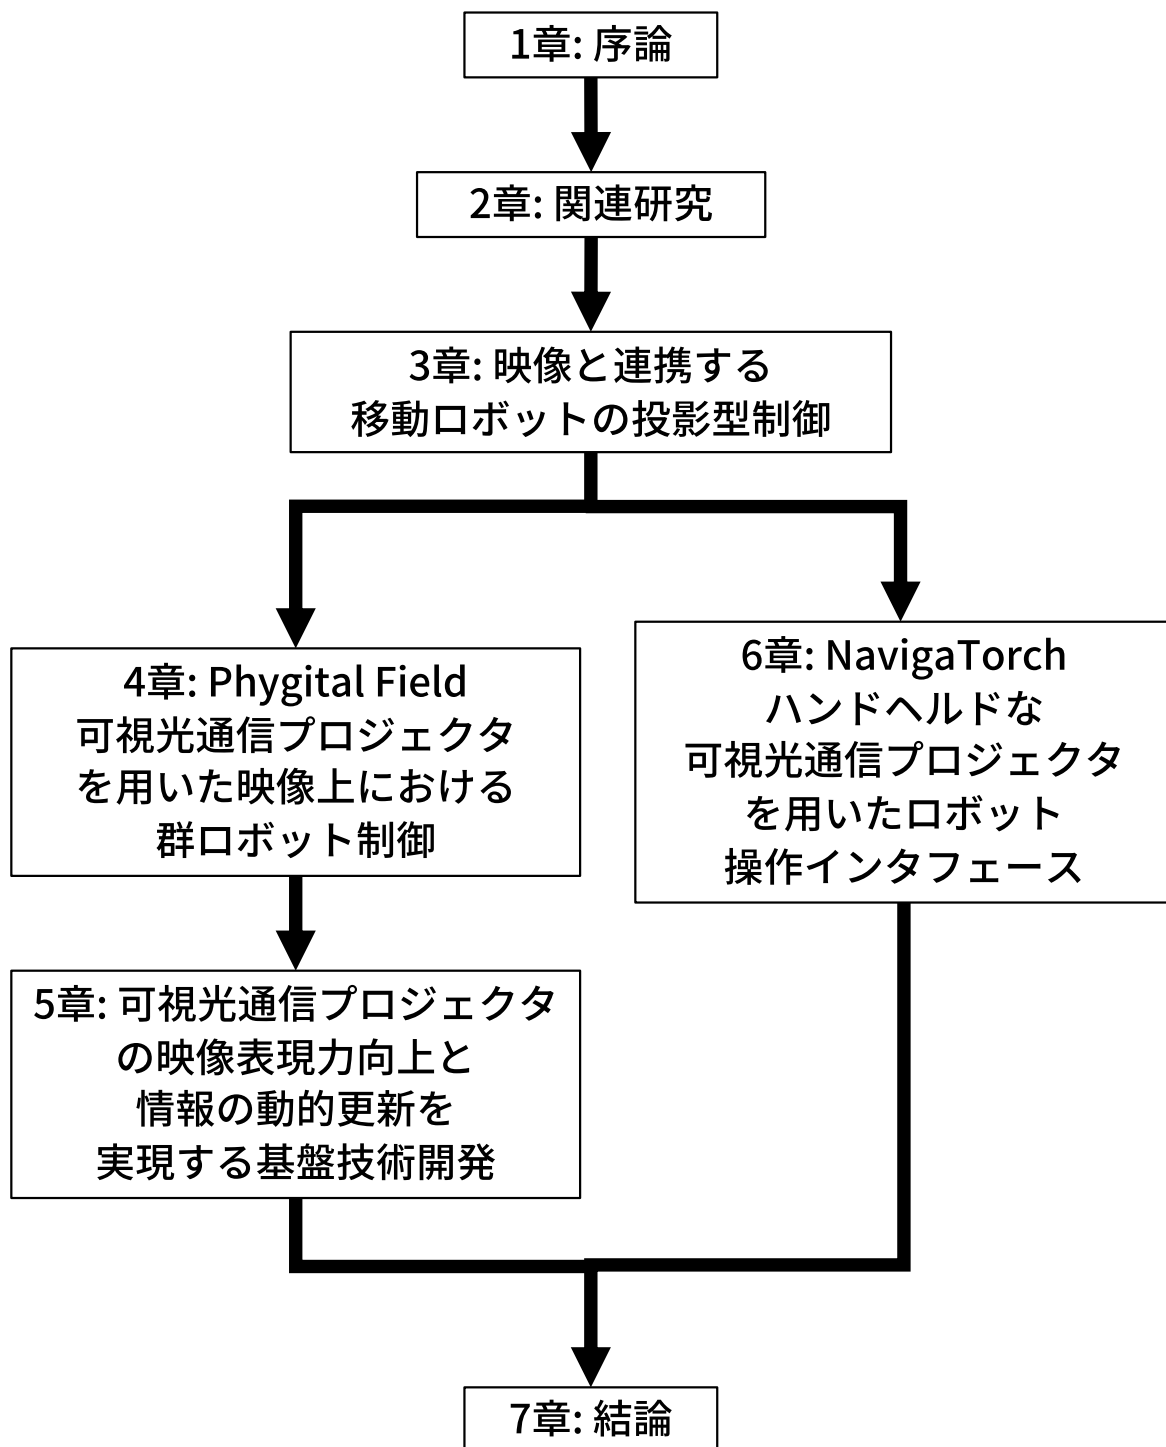 1章: 序論
2章: 関連研究
3章: 映像と連携する
移動ロボットの投影型制御
4章: Phygital Field
可視光通信プロジェクタ
を用いた映像上における
群ロボット制御
5章: 可視光通信プロジェクタ
の映像表現力向上と
情報の動的更新を
実現する基盤技術開発
6章: NavigaTorch
ハンドヘルドな
可視光通信プロジェクタ
を用いたロボット
操作インタフェース
7章: 結論